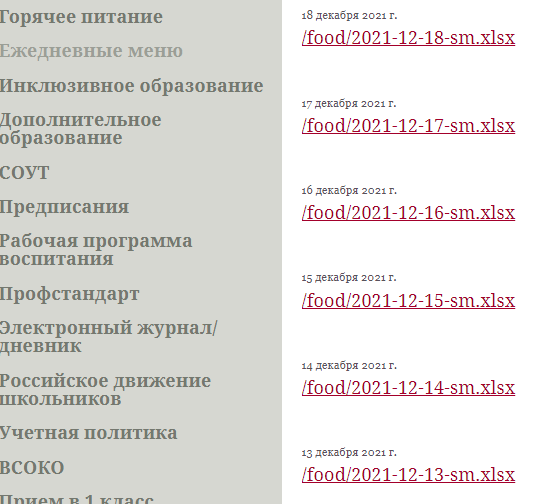 Горячее питание
Ежедневные меню
Инклюзивное образование
Дополнительное
образование
СОУТ
Предписания
Рабочая программа
воспитания
Профстандарт
Электронный журнал/
дневник
Российское движение
школьников
Учетная политика
ВСОКО
Прием в 1 класс
18 декабря 2021 г.
/food/2021-12-18-sm.xlsx
17 декабря 2021 г.
/food/2021-12-17-sm.xlsx
16 декабря 2021 г.
/food/2021-12-16-sm.xlsx
15 декабря 2021 г.
/food/2021-12-15-sm.xlsx
14 декабря 2021 г.
/food/2021-12-14-sm.xlsx
13 декабря 2021 г.
/food/2021-12-13-sm.xlsx